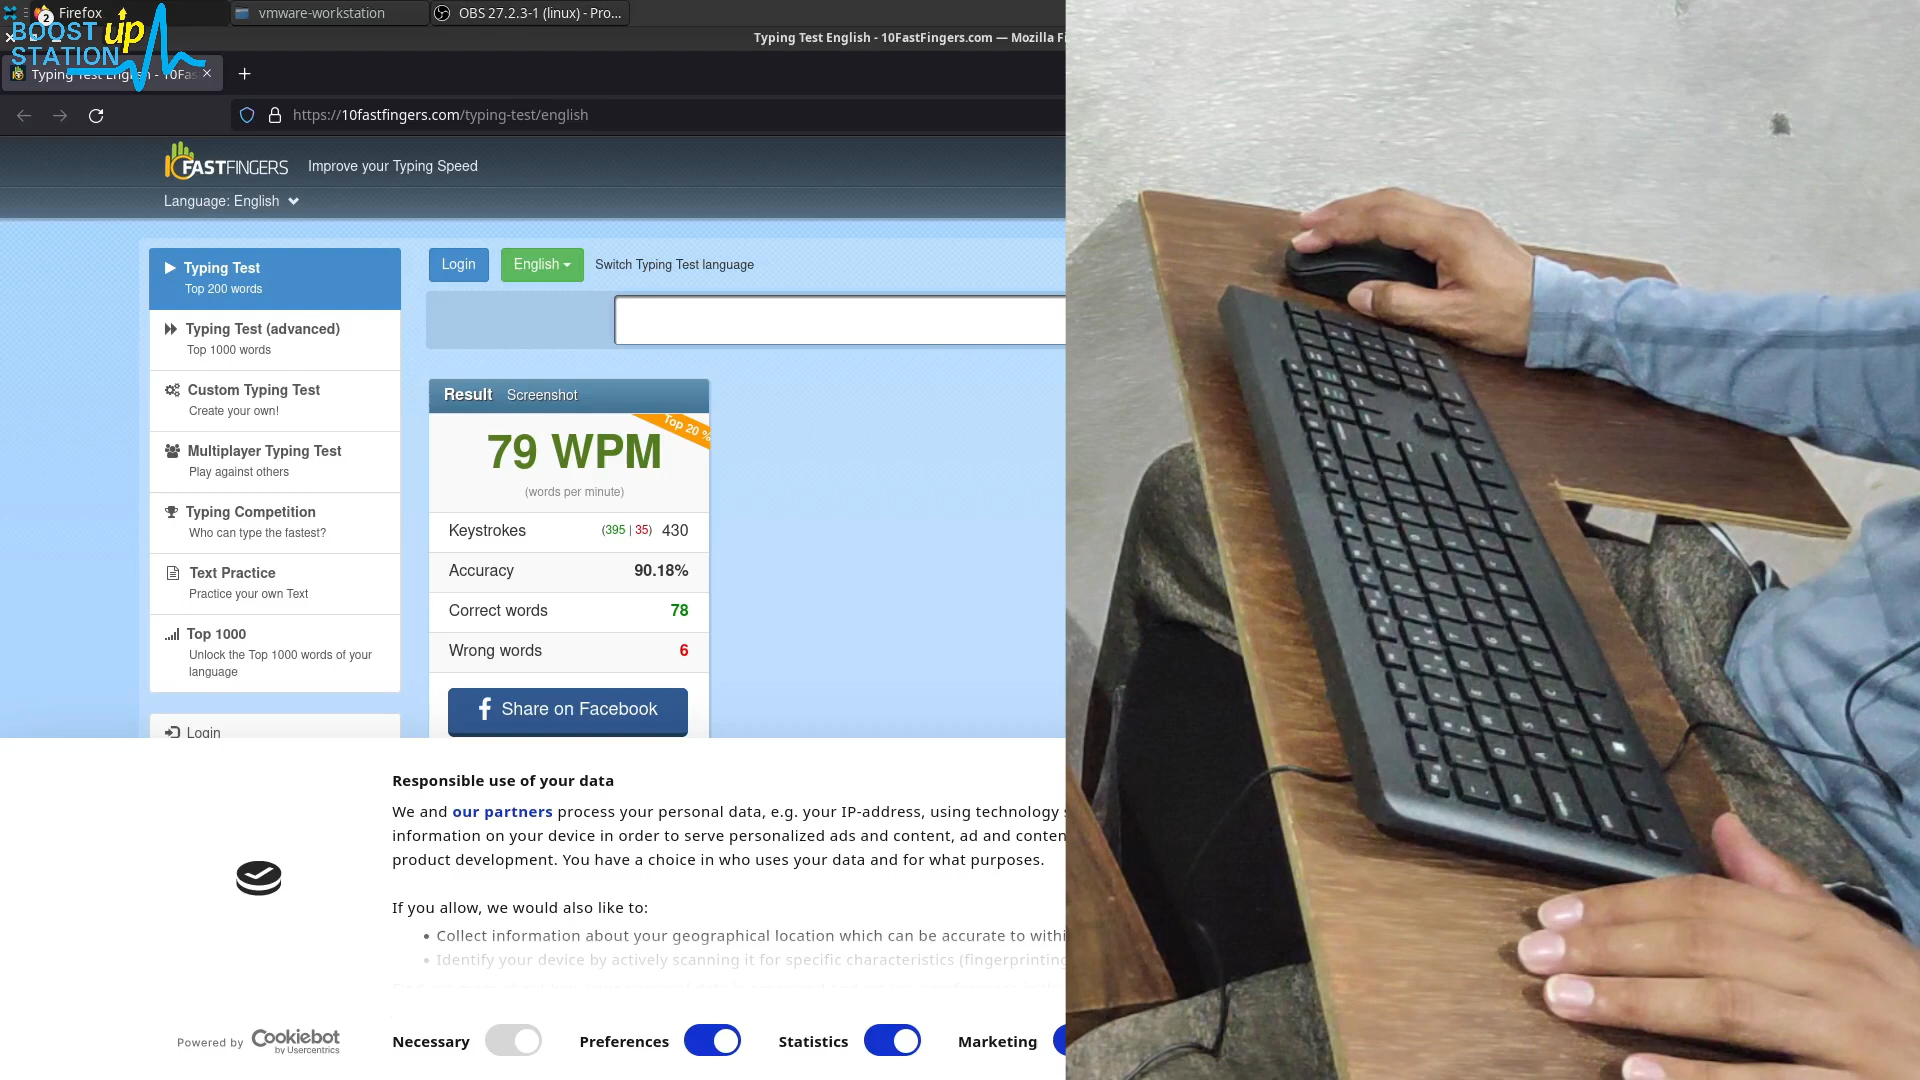 Firefox
2
vmware-workstation
OBS 27.2.3-1 (linux) - Pro...
BOOST up
STATION
Typing Test English - 10FastFingers.com — Mozilla F
Typing Test English - 10Fas
https://10fastfingers.com/typing-test/english
FASTFINGERS
Improve your Typing Speed
Language: English
Typing Test
Top 200 words
Typing Test (advanced)
Top 1000 words
Custom Typing Test
Create your own!
Multiplayer Typing Test
Play against others
Typing Competition
Who can type the fastest?
Text Practice
Practice your own Text
Top 1000
Unlock the Top 1000 words of your
language
Login
Login
English
Switch Typing Test language
Result Screenshot
Top 20 %
79 WPM
(words per minute)
Keystrokes (395 | 35) 430
Accuracy 90.18%
Correct words 78
Wrong words 6
Share on Facebook
Responsible use of your data
We and our partners process your personal data, e.g. your IP-address, using technology
information on your device in order to serve personalized ads and content, ad and conten
product development. You have a choice in who uses your data and for what purposes.
If you allow, we would also like to:
• Collect information about your geographical location which can be accurate to withi
• Identify your device by actively scanning it for specific characteristics (fingerprinting
Powered by Cookiebot
by Usercentrics
Necessary
Preferences
Statistics
Marketing